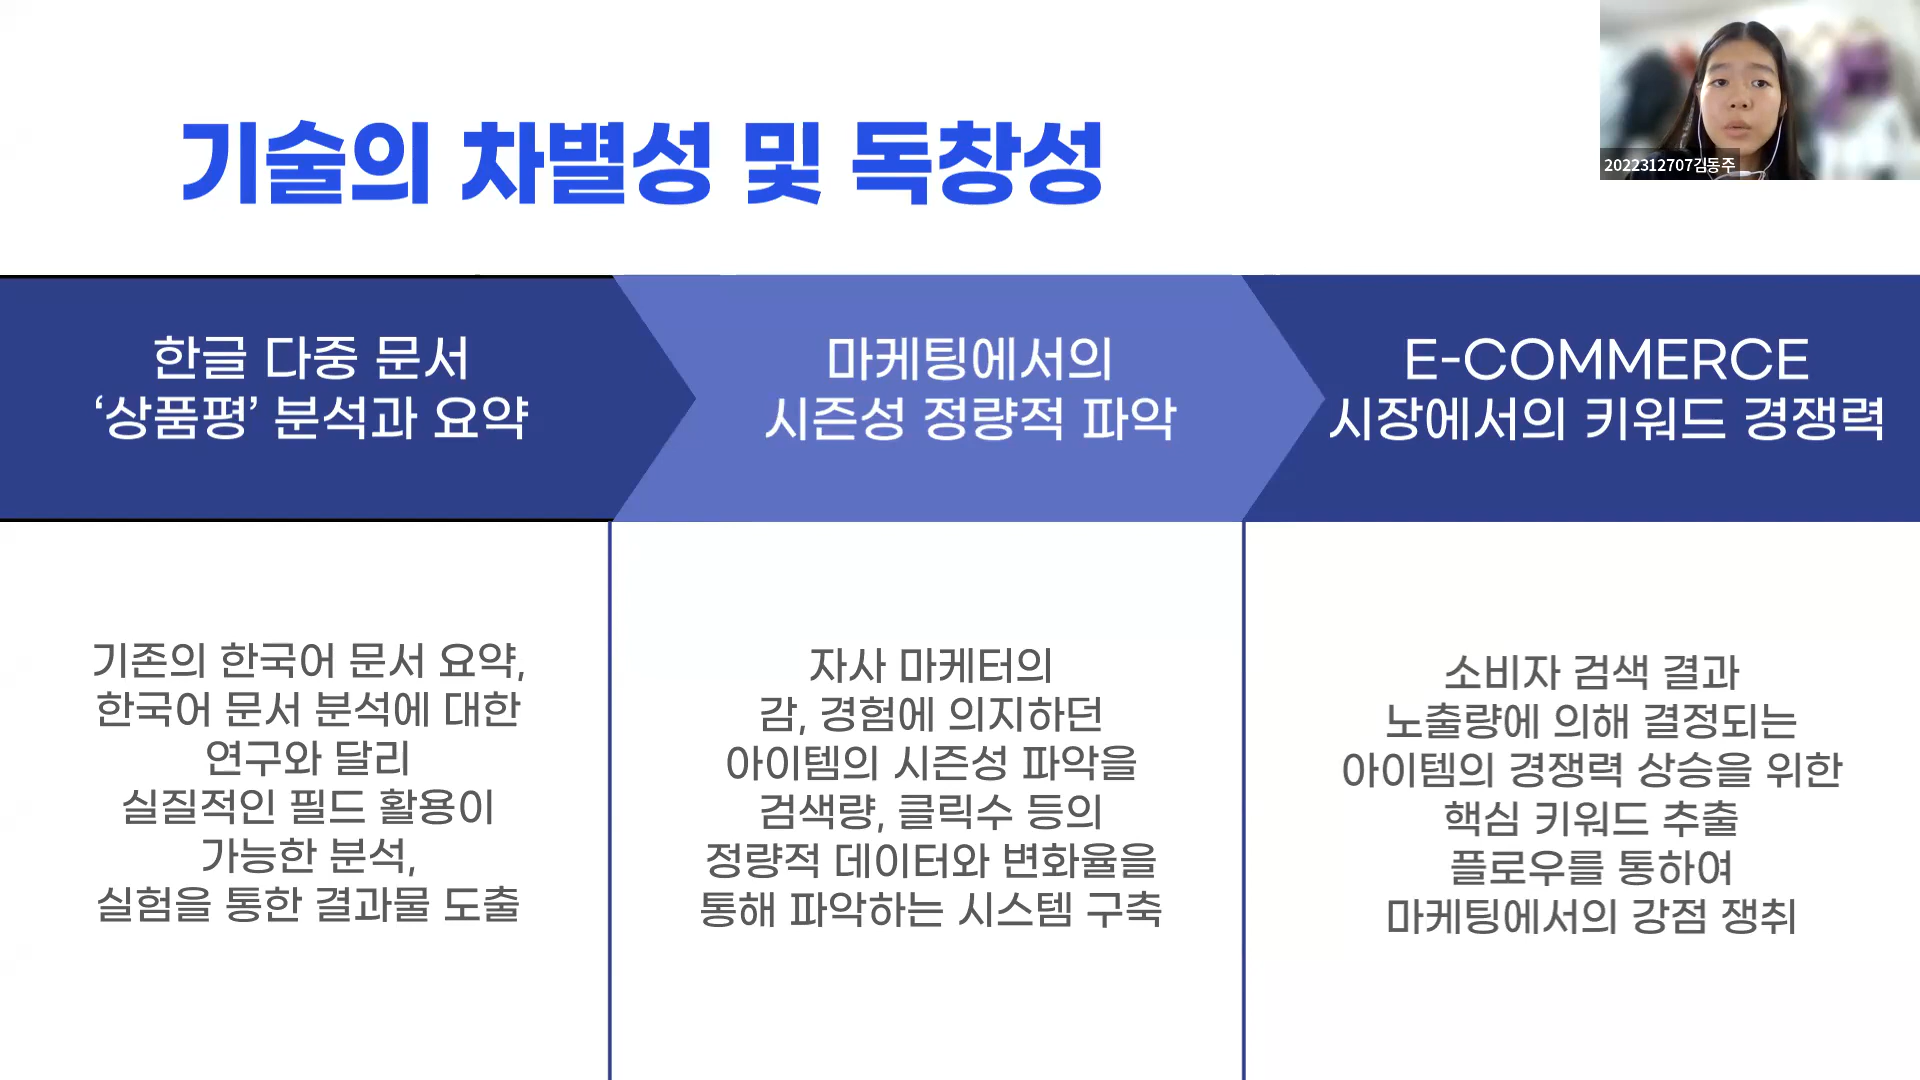 기술의 차별성 및 독창성
2022312707김동주
한글 다중 문서
‘상품평’ 분석과 요약
마케팅에서의
시즌성 정량적 파악
E-COMMERCE
시장에서의 키워드 경쟁력
기존의 한국어 문서 요약,
한국어 문서 분석에 대한
연구와 달리
실질적인 필드 활용이
가능한 분석,
실험을 통한 결과물 도출
자사 마케터의
감, 경험에 의지하던
아이템의 시즌성 파악을
검색량, 클릭수 등의
정량적 데이터와 변화율을
통해 파악하는 시스템 구축
소비자 검색 결과
노출량에 의해 결정되는
아이템의 경쟁력 상승을 위한
핵심 키워드 추출
플로우를 통하여
마케팅에서의 강점 쟁취